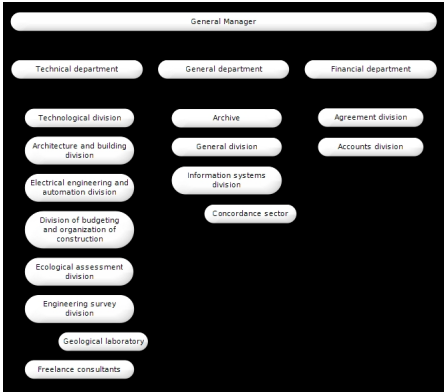 General Manager
Technical department
General department
Financial department
Technological division
Architecture and building
division
Electrical engineering and
automation division
Division of budgeting
and organization of
construction
Ecological assessment
division
Engineering survey
division
Geological laboratory
Freelance consultants
Archive
General division
Information systems
division
Concordance sector
Agreement division
Accounts division